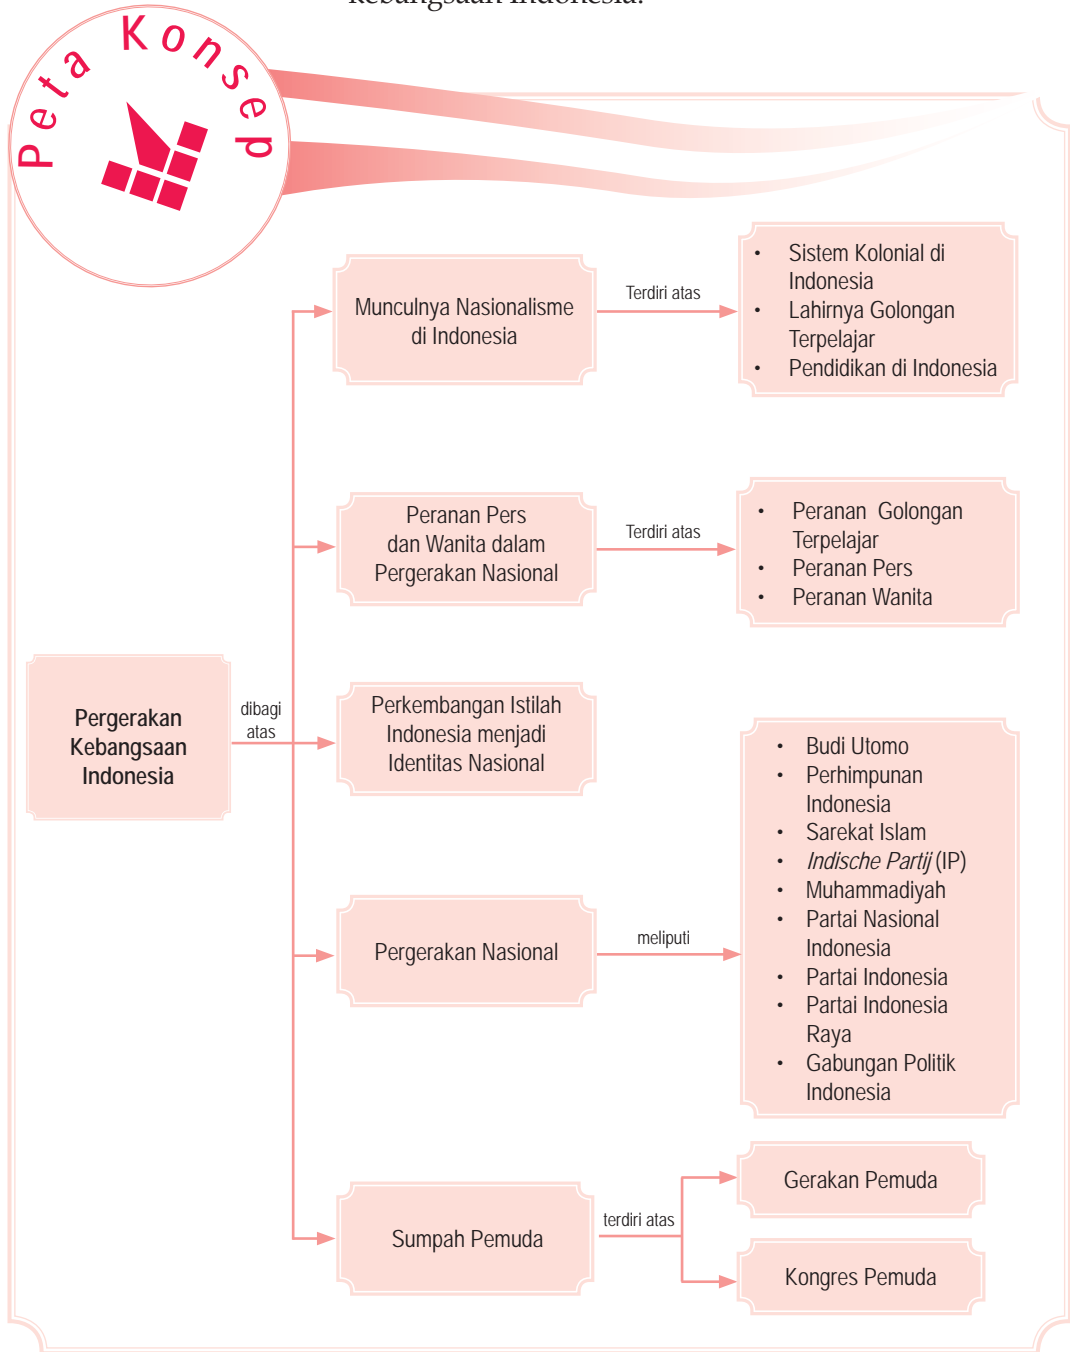 Kebangsaan Indonesia.
Peta Konsep
Munculnya Nasionalisme
di Indonesia
Terdiri atas
• Sistem Kolonial di
Indonesia
• Lahirnya Golongan
Terpelajar
• Pendidikan di Indonesia
Peranan Pers
dan Wanita dalam
Pergerakan Nasional
Terdiri atas
• Peranan Golongan
Terpelajar
• Peranan Pers
• Peranan Wanita
Pergerakan
Kebangsaan
Indonesia
dibagi
atas
Perkembangan Istilah
Indonesia menjadi
Identitas Nasional
Pergerakan Nasional
meliputi
• Budi Utomo
• Perhimpunan
Indonesia
• Sarekat Islam
• Indische Partij (IP)
• Muhammadiyah
• Partai Nasional
Indonesia
• Partai Indonesia
• Partai Indonesia
Raya
• Gabungan Politik
Indonesia
Sumpah Pemuda
terdiri atas
Gerakan Pemuda
Kongres Pemuda